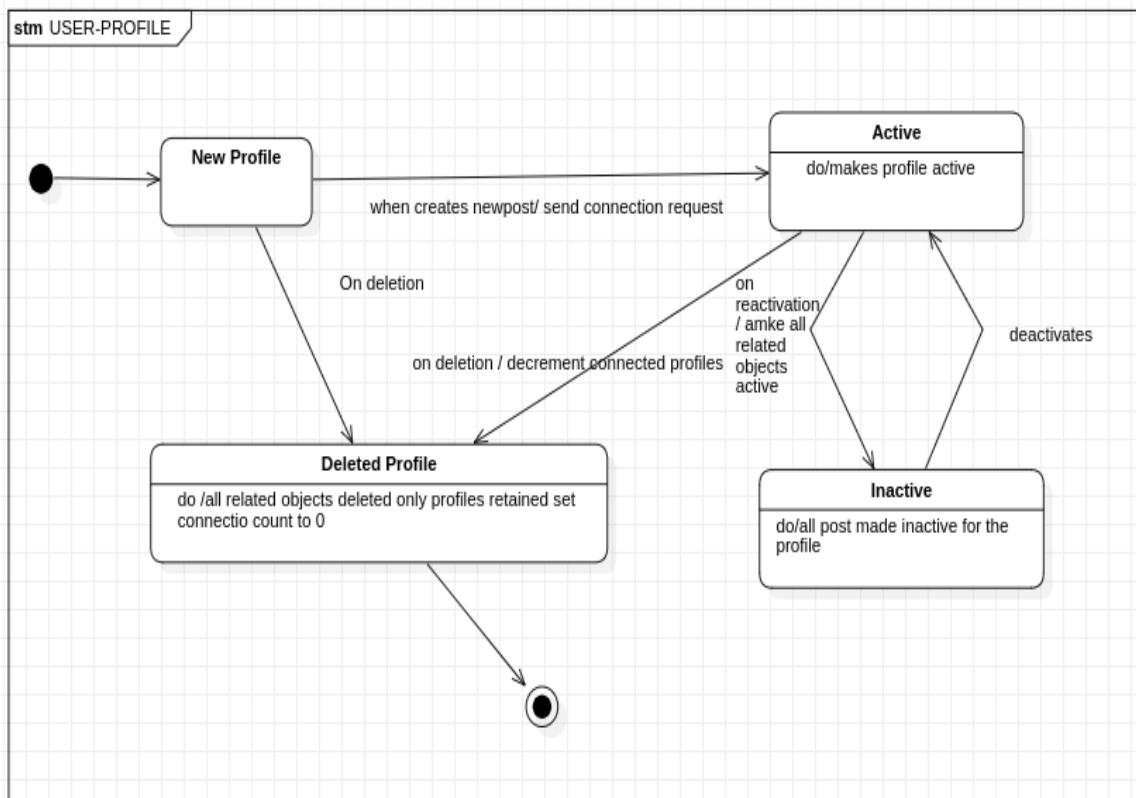 stm USER-PROFILE
New Profile
Active
do/makes profile active
when creates newpost/ send connection request
On deletion
on
reactivation
/ amke all
related
objects
active
deactivates
on deletion / decrement connected profiles
Deleted Profile
do /all related objects deleted only profiles retained set
connectio count to 0
Inactive
do/all post made inactive for the
profile